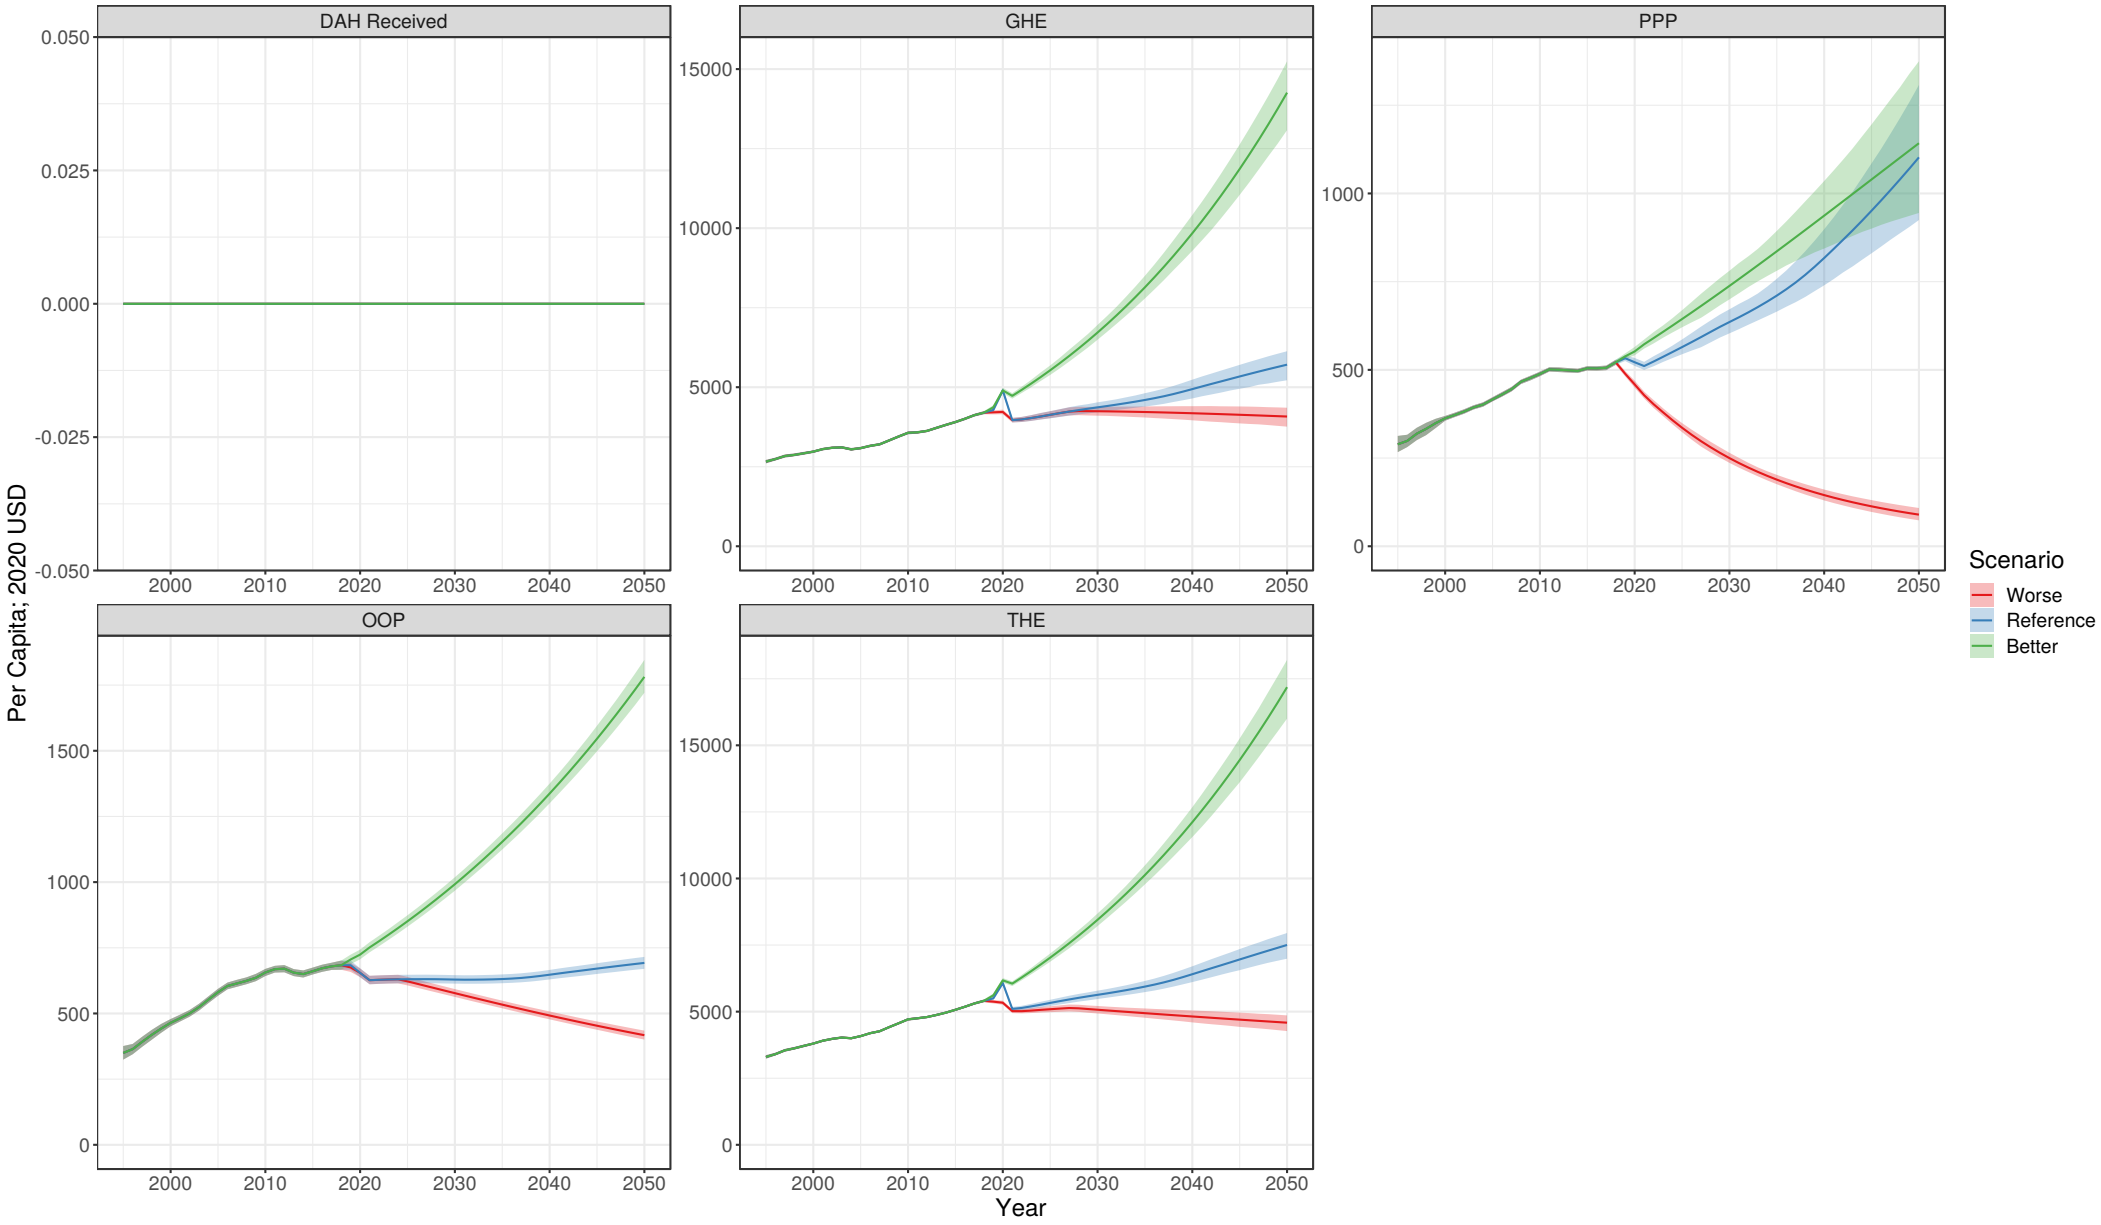 DAH Received
GHE
PPP
0.050
0.025
0.000
-0.025
-0.050
15000
10000
5000
0
1000
500
0
2000 2010 2020 2030 2040 2050
2000 2010 2020 2030 2040 2050
2000 2010 2020 2030 2040 2050
OOP
THE
1500
1000
500
0
15000
10000
5000
0
2000 2010 2020 2030 2040 2050
2000 2010 2020 2030 2040 2050
Per Capita; 2020 USD
Year
Scenario
Worse
Reference
Better